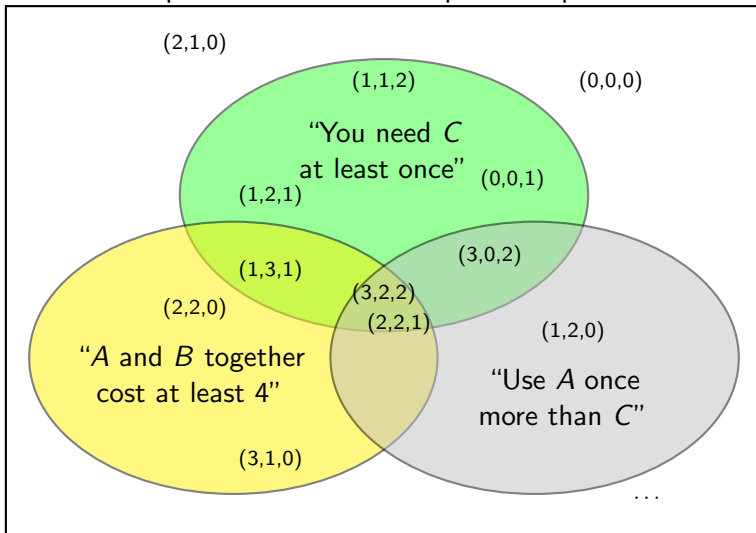 (2,1,0)
(1,1,2)
(0,0,0)
“You need C
at least once”
(0,0,1)
(1,2,1)
(3,0,2)
(1,3,1)
(3,2,2)
(2,2,0)
(2,2,1)
(1,2,0)
“A and B together
cost at least 4”
“Use A once
more than C”
(3,1,0)
...